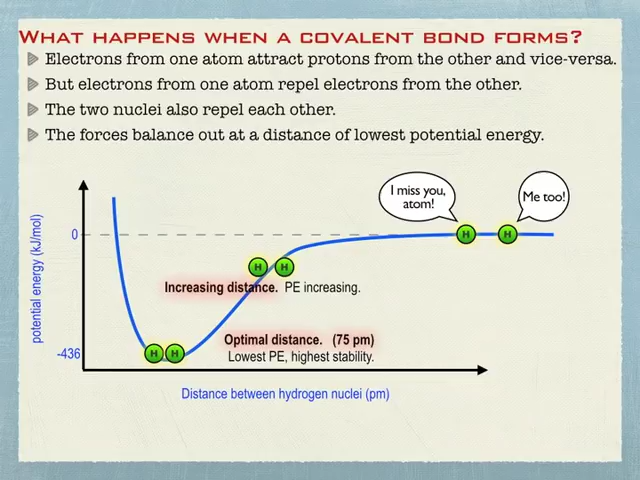 WHAT HAPPENS WHEN A COVALENT BOND FORMS?
Electrons from one atom attract protons from the other and vice-versa.
But electrons from one atom repel electrons from the other.
The two nuclei also repel each other.
The forces balance out at a distance of lowest potential energy.
I miss you,
atom!
Me too!
potential energy (kJ/mol)
0
H H
H H
Increasing distance. PE increasing.
Optimal distance. (75 pm)
-436
H H
Lowest PE, highest stability.
Distance between hydrogen nuclei (pm)